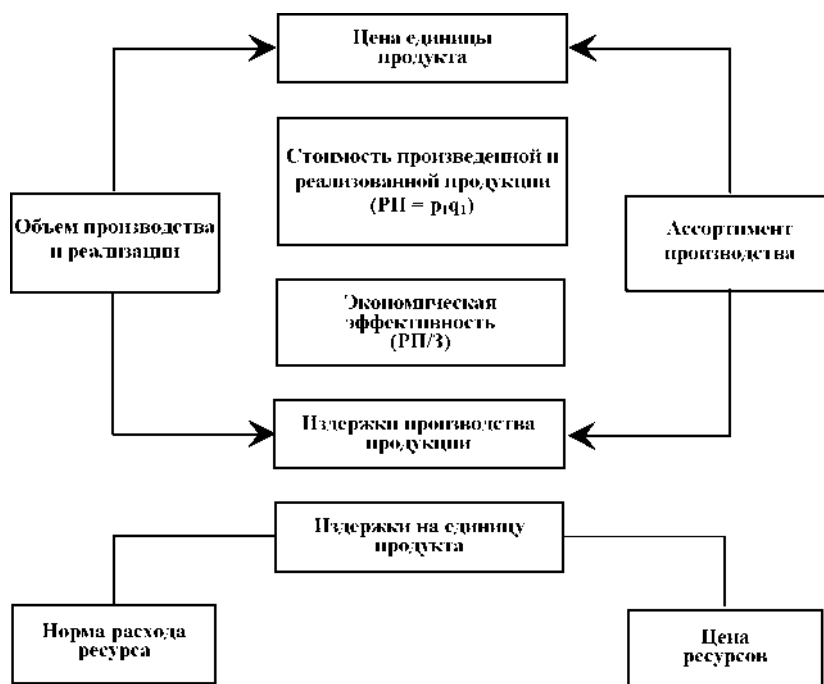 Цена единицы
продукта
Стоимость произведенной и
реализованной продукции
(РП = p₁q₁)
Объем производства
и реализации
Ассортимент
производства
Экономическая
эффективность
(РП/З)
Издержки производства
продукции
Издержки на единицу
продукта
Норма расхода
ресурса
Цена
ресурсов